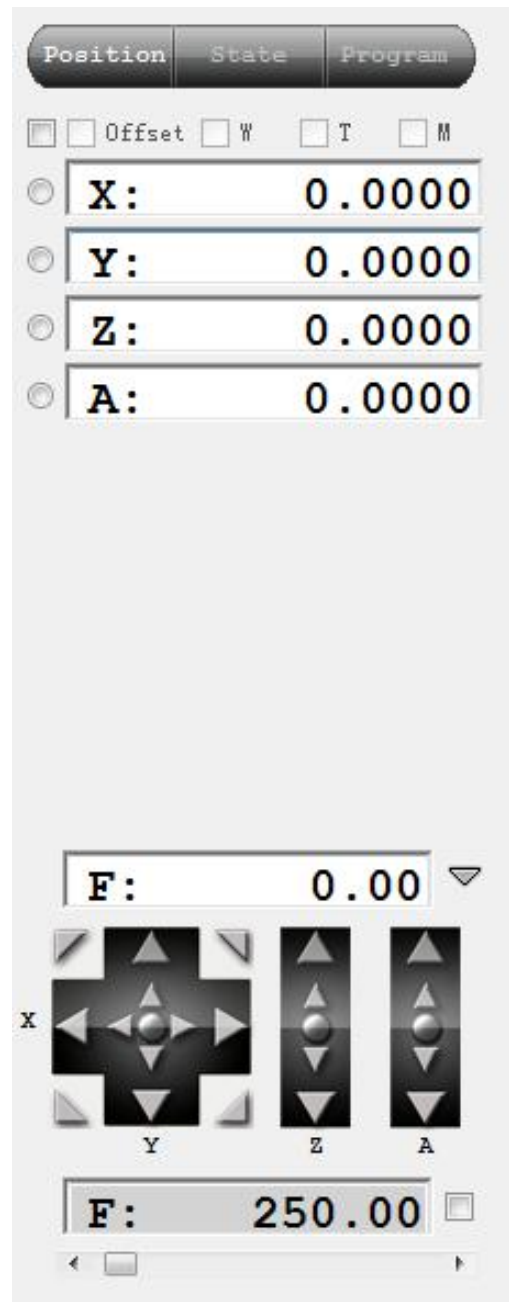 Position State Program
Offset W T M
X: 0.0000
Y: 0.0000
Z: 0.0000
A: 0.0000
F: 0.00
X
Y Z A
F: 250.00